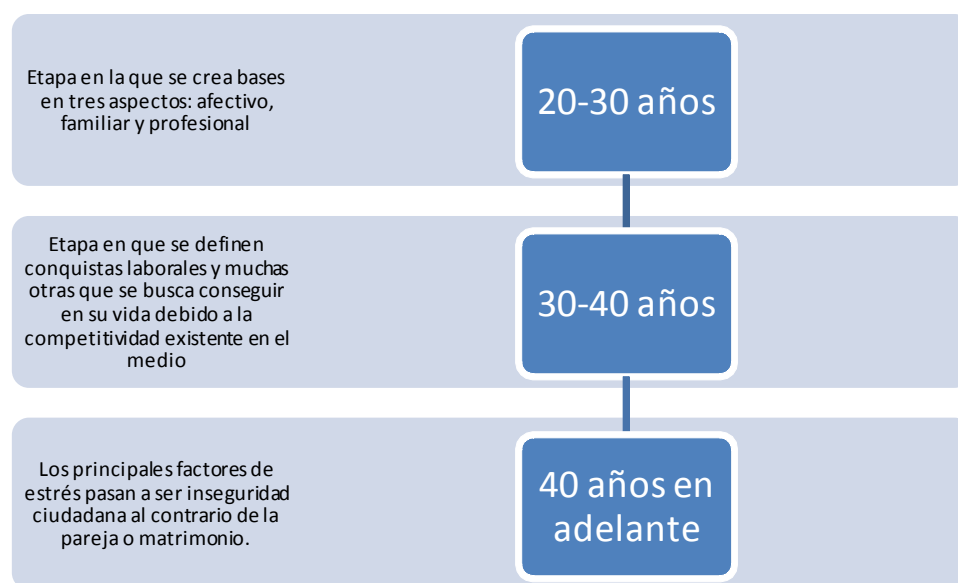 Etapa en la que se crea bases
en tres aspectos: afectivo,
familiar y profesional
20-30 años
Etapa en que se definen
conquistas laborales y muchas
otras que se busca conseguir
en su vida debido a la
competitividad existente en el
medio
30-40 años
Los principales factores de
estrés pasan a ser inseguridad
ciudadana al contrario de la
pareja o matrimonio.
40 años en
adelante